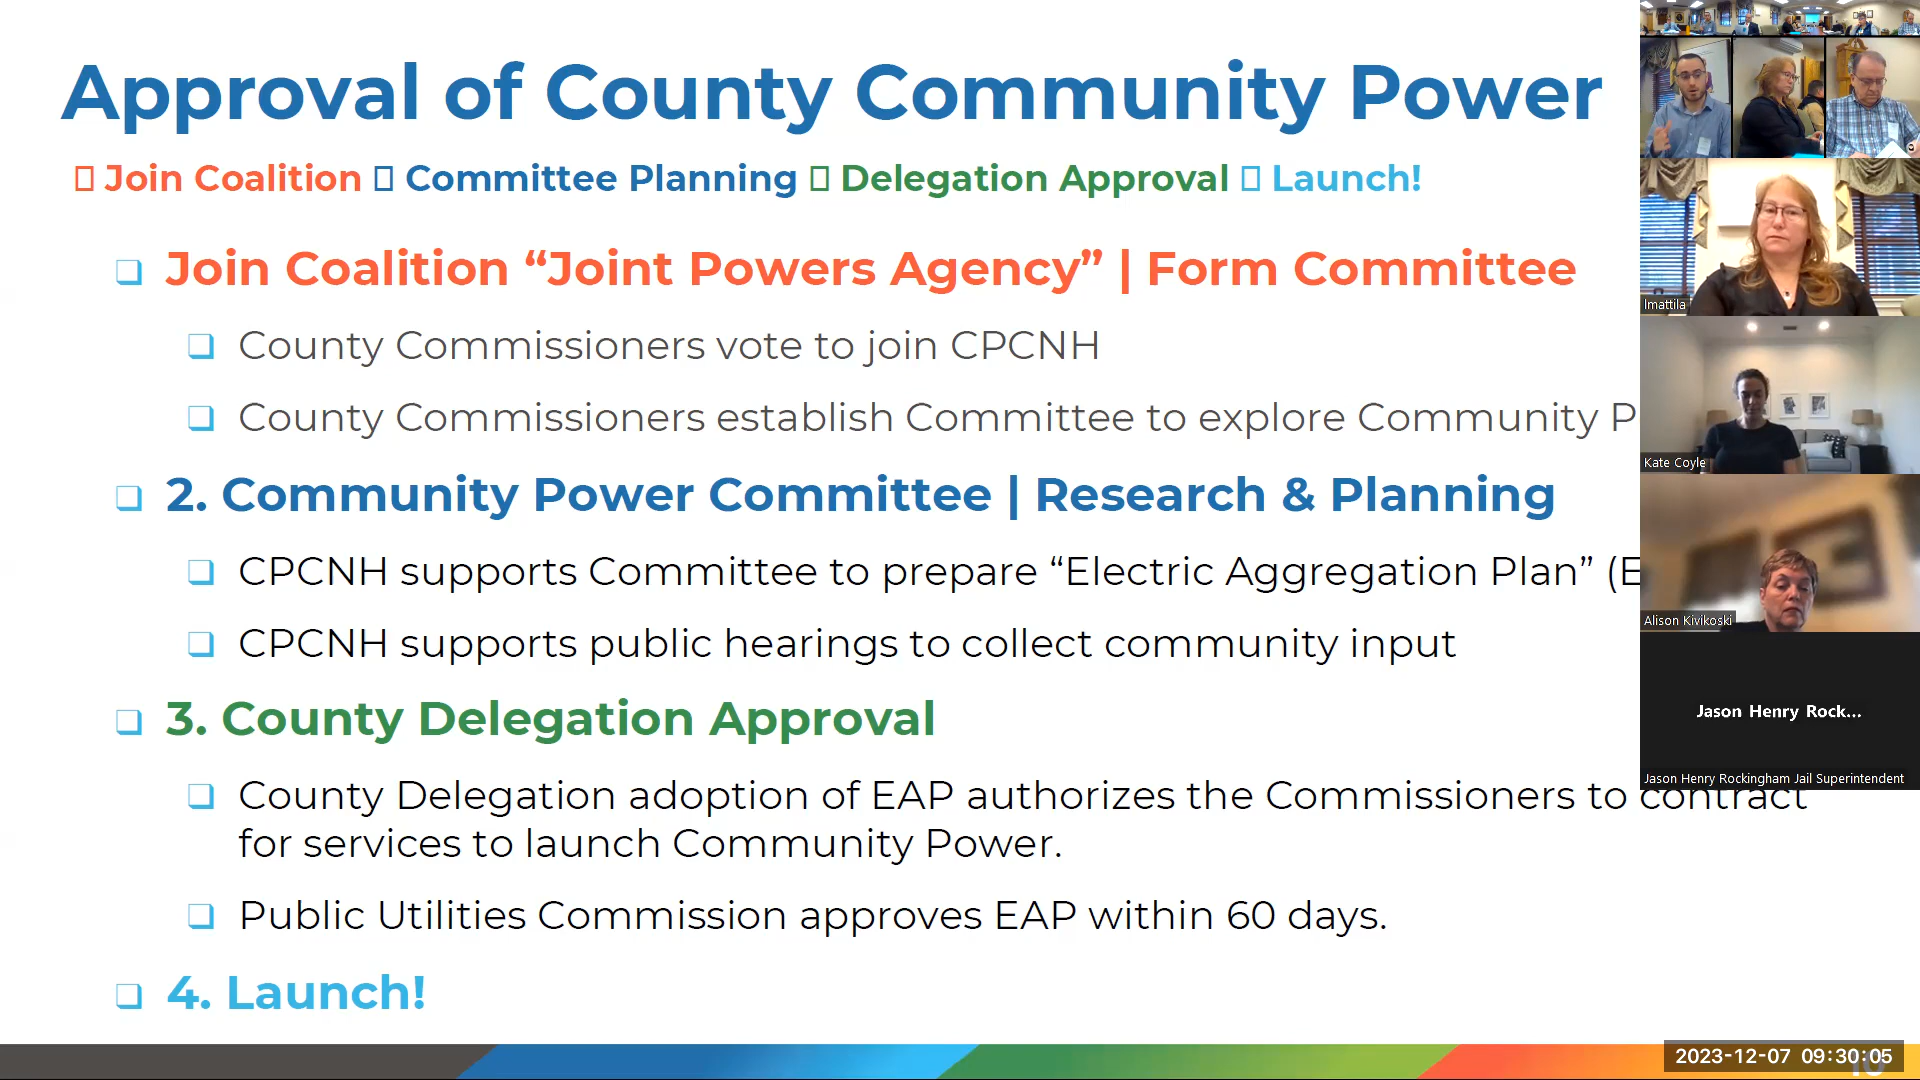 Approval of County Community Power
Join Coalition Committee Planning Delegation Approval Launch!
Join Coalition “Joint Powers Agency” | Form Committee
County Commissioners vote to join CPCNH
County Commissioners establish Committee to explore Community P
2. Community Power Committee | Research & Planning
CPCNH supports Committee to prepare “Electric Aggregation Plan” (E
CPCNH supports public hearings to collect community input
3. County Delegation Approval
County Delegation adoption of EAP authorizes the Commissioners to contract
for services to launch Community Power.
Public Utilities Commission approves EAP within 60 days.
4. Launch!
lmattila
Kate Coyle
Alison Kivikoski
Jason Henry Rock...
Jason Henry Rockingham Jail Superintendent
2023-12-07 09:30:05